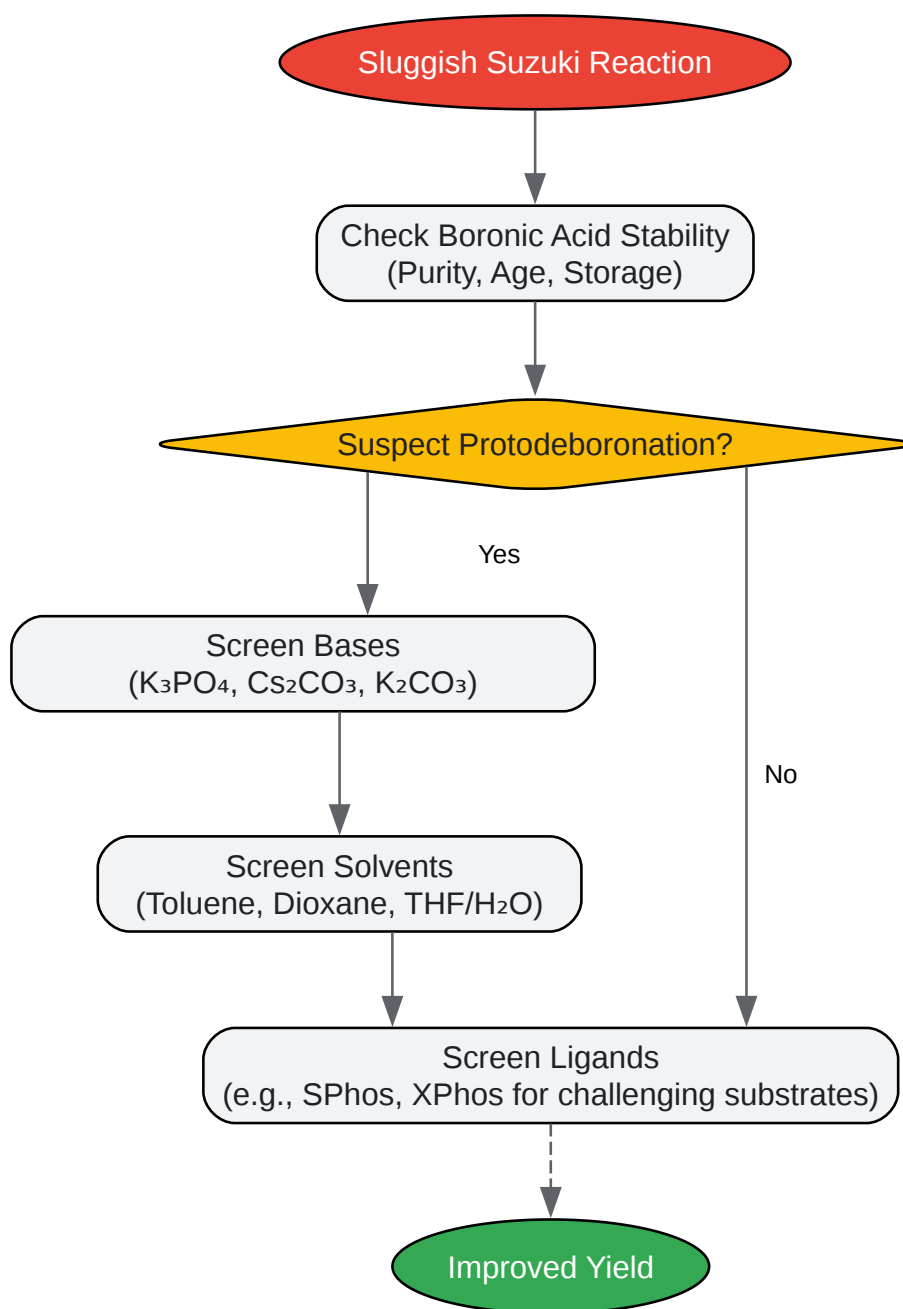 Sluggish Suzuki Reaction
Check Boronic Acid Stability
(Purity, Age, Storage)
Suspect Protodeboronation?
Yes
Screen Bases
(K₃PO₄, Cs₂CO₃, K₂CO₃)
No
Screen Solvents
(Toluene, Dioxane, THF/H₂O)
Screen Ligands
(e.g., SPhos, XPhos for challenging substrates)
Improved Yield